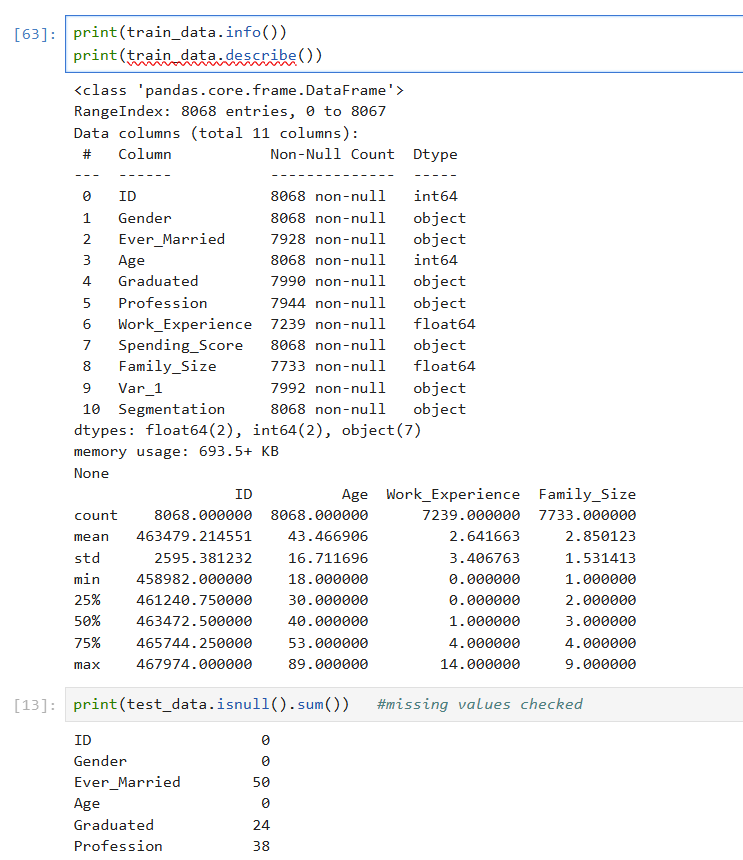 [63]: print(train_data.info())
print(train_data.describe())
<class 'pandas.core.frame.DataFrame'>
RangeIndex: 8068 entries, 0 to 8067
Data columns (total 11 columns):
 #   Column           Non-Null Count  Dtype
---  ------           --------------  -----
 0   ID               8068 non-null   int64
 1   Gender           8068 non-null   object
 2   Ever_Married     7928 non-null   object
 3   Age              8068 non-null   int64
 4   Graduated        7990 non-null   object
 5   Profession       7944 non-null   object
 6   Work_Experience  7239 non-null   float64
 7   Spending_Score   8068 non-null   object
 8   Family_Size      7733 non-null   float64
 9   Var_1            7992 non-null   object
 10  Segmentation     8068 non-null   object
dtypes: float64(2), int64(2), object(7)
memory usage: 693.5+ KB
None
                  ID          Age  Work_Experience  Family_Size
count    8068.000000  8068.000000      7239.000000  7733.000000
mean   463479.214551    43.466906         2.641663     2.850123
std      2595.381232    16.711696         3.406763     1.531413
min    458982.000000    18.000000         0.000000     1.000000
25%    461240.750000    30.000000         0.000000     2.000000
50%    463472.500000    40.000000         1.000000     3.000000
75%    465744.250000    53.000000         4.000000     4.000000
max    467974.000000    89.000000        14.000000     9.000000
[13]: print(test_data.isnull().sum())   #missing values checked
ID                   0
Gender               0
Ever_Married        50
Age                  0
Graduated           24
Profession          38